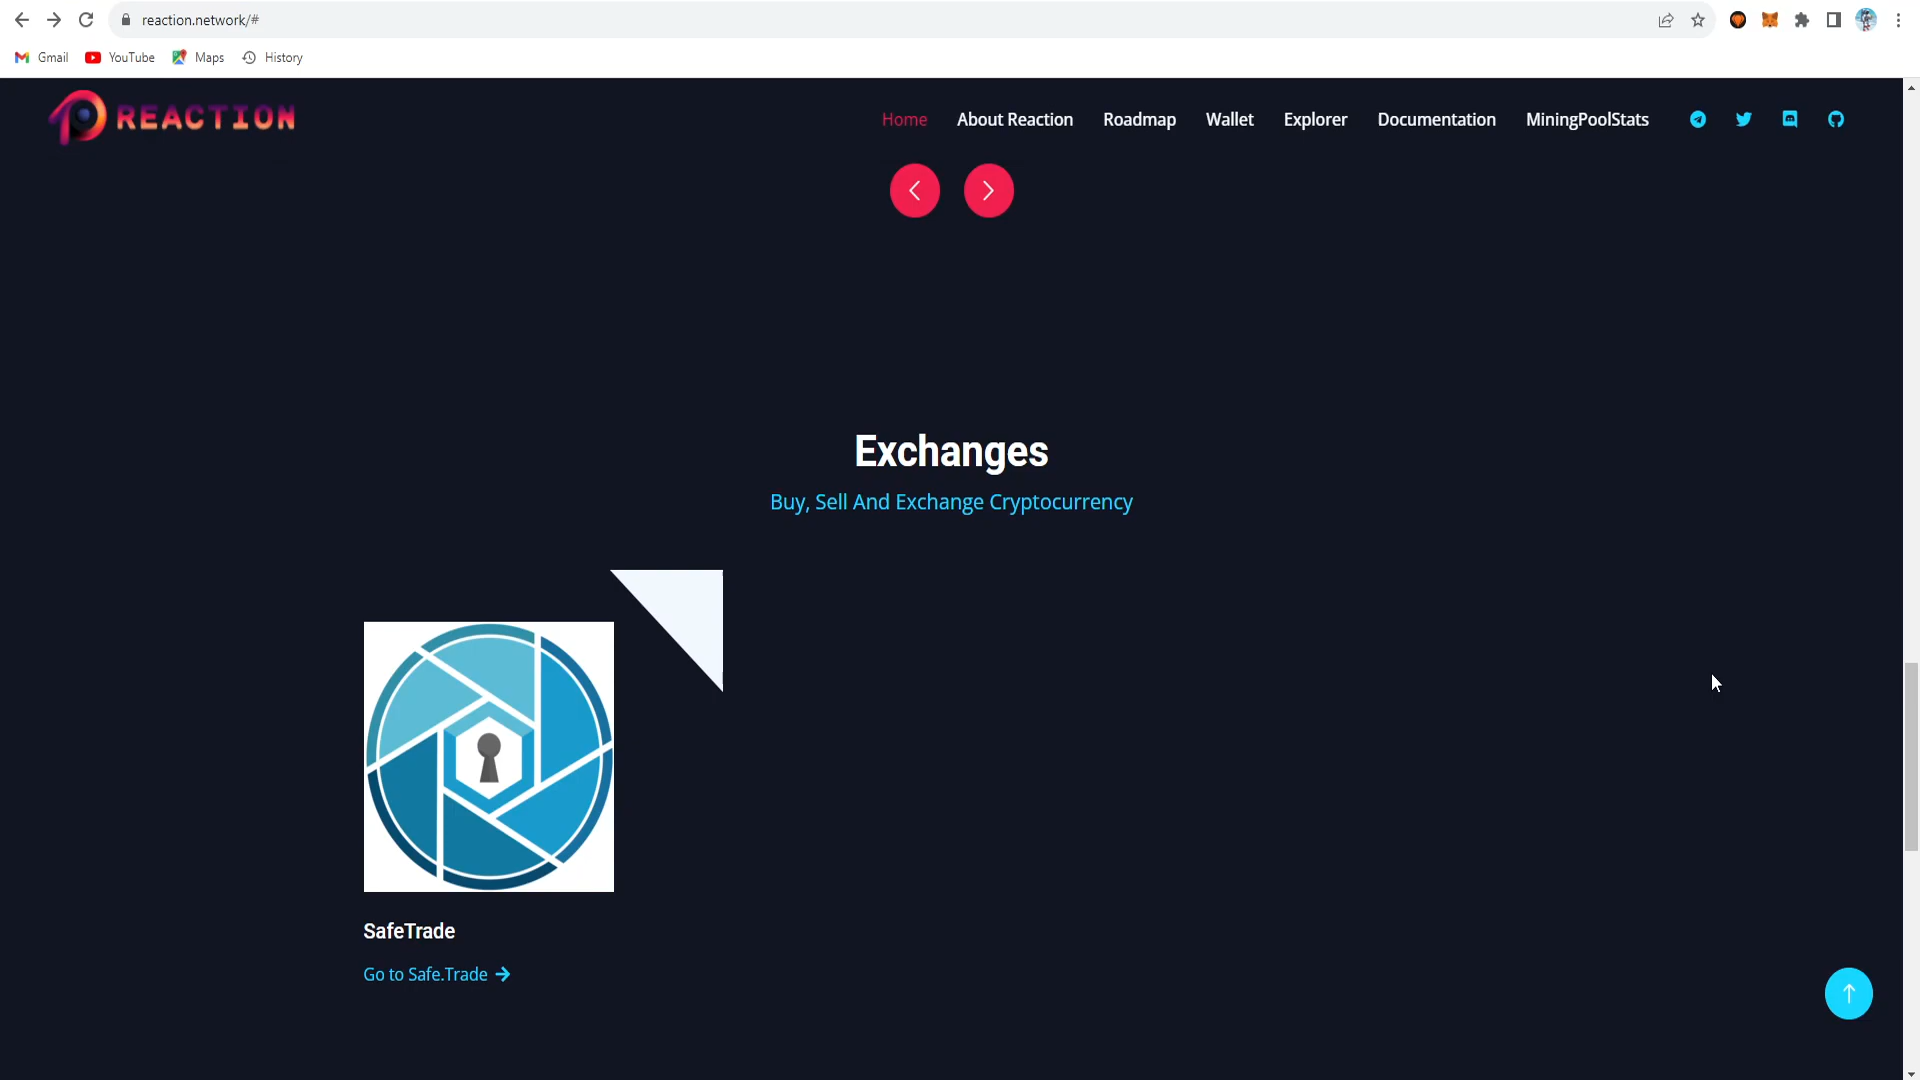 reaction.network/#
Gmail YouTube Maps History
REACTION
Home About Reaction Roadmap Wallet Explorer Documentation MiningPoolStats
Exchanges
Buy, Sell And Exchange Cryptocurrency
SafeTrade
Go to Safe.Trade